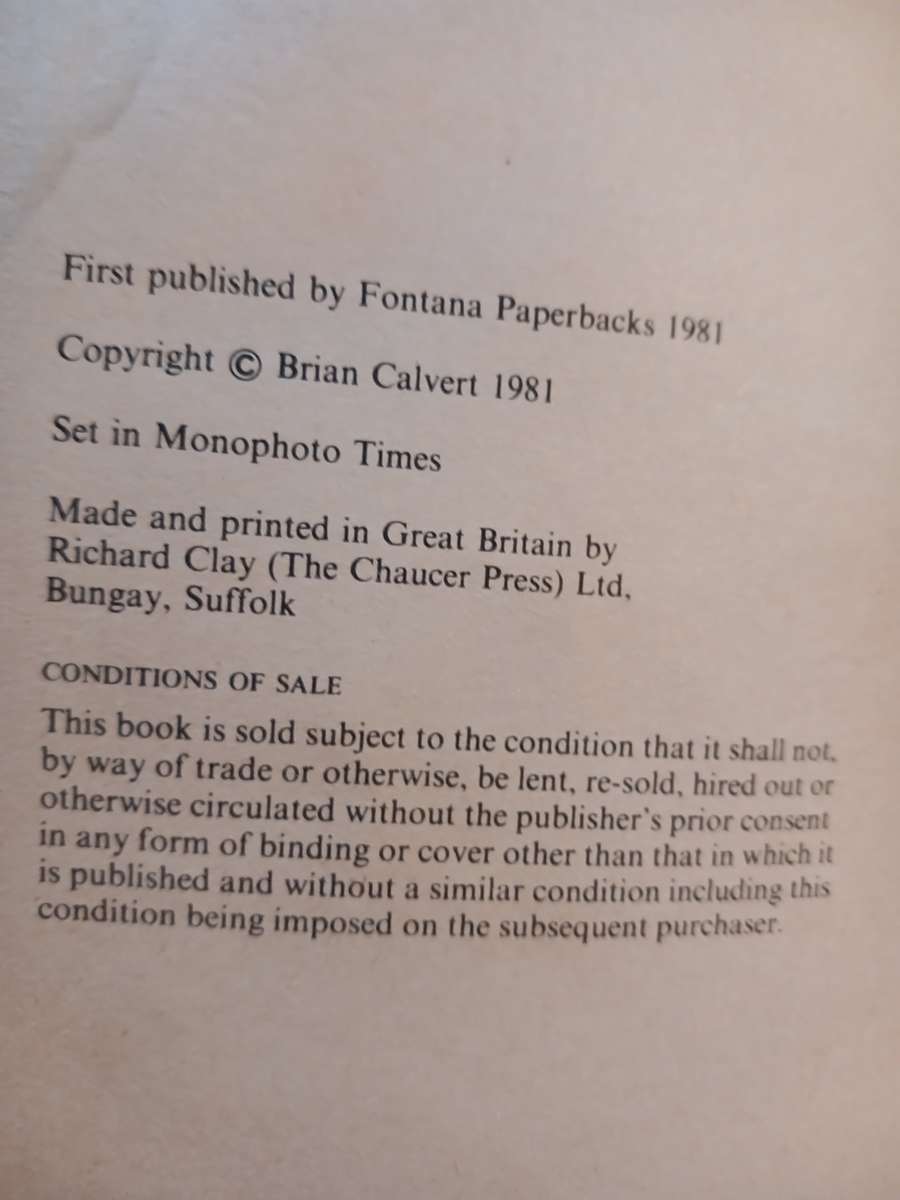 First published by Fontana Paperbacks 1981
Copyright © Brian Calvert 1981
Set in Monophoto Times
Made and printed in Great Britain by
Richard Clay (The Chaucer Press) Ltd,
Bungay, Suffolk
CONDITIONS OF SALE
This book is sold subject to the condition that it shall not,
by way of trade or otherwise, be lent, re-sold, hired out or
otherwise circulated without the publisher's prior consent
in any form of binding or cover other than that in which it
is published and without a similar condition including this
condition being imposed on the subsequent purchaser.